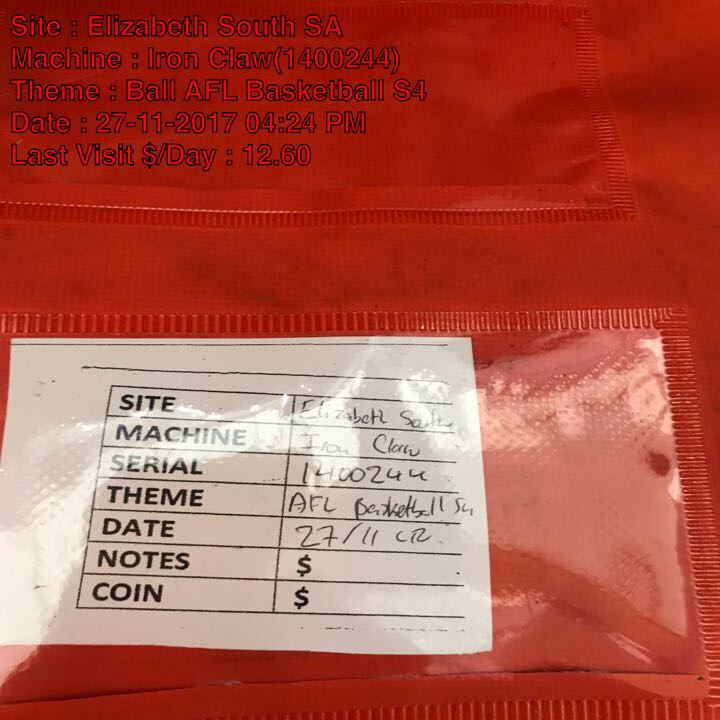 Site : Elizabeth South SA
Machine : Iron Claw(1400244)
Theme : Ball AFL Basketball S4
Date : 27-11-2017 04:24 PM
Last Visit $/Day : 12.60
SITE Elizabeth South
MACHINE Iron Claw
SERIAL 1400244
THEME AFL Basketball S4
DATE 27/11 CR
NOTES $
COIN $